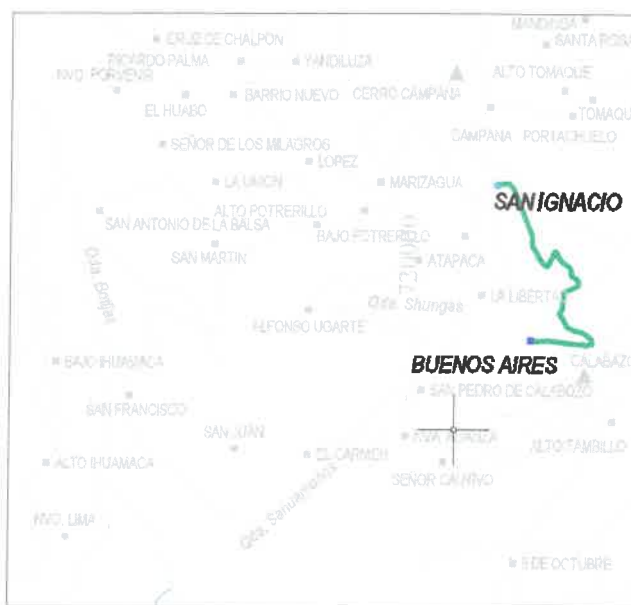 MANDINGA
CRUZ DE CHALPON
SANTA ROSA
RICARDO PALMA
YANDILUZA
NVO. PORVENIR
ALTO TOMAQUE
EL HUABO
BARRIO NUEVO
CERRO CAMPANA
CAMPANA
PORTACHUELO
TOMAQU
SEÑOR DE LOS MILAGROS
LOPEZ
LA UNION
MARIZAGUA
SAN IGNACIO
SAN ANTONIO DE LA BALSA
ALTO POTRERILLO
BAJO POTRERILLO
SAN MARTIN
ATAPACA
Qda. Shungas
LA LIBERTA
ALFONSO UGARTE
BAJO IHUAMACA
BUENOS AIRES
CALABAZO
SAN PEDRO DE CALABOZO
SAN FRANCISCO
SAN JUAN
ALTO TAMBILLO
ALTO IHUAMACA
EL CARMEN
SEÑOR CAUTIVO
NVO. LIMA
8 DE OCTUBRE